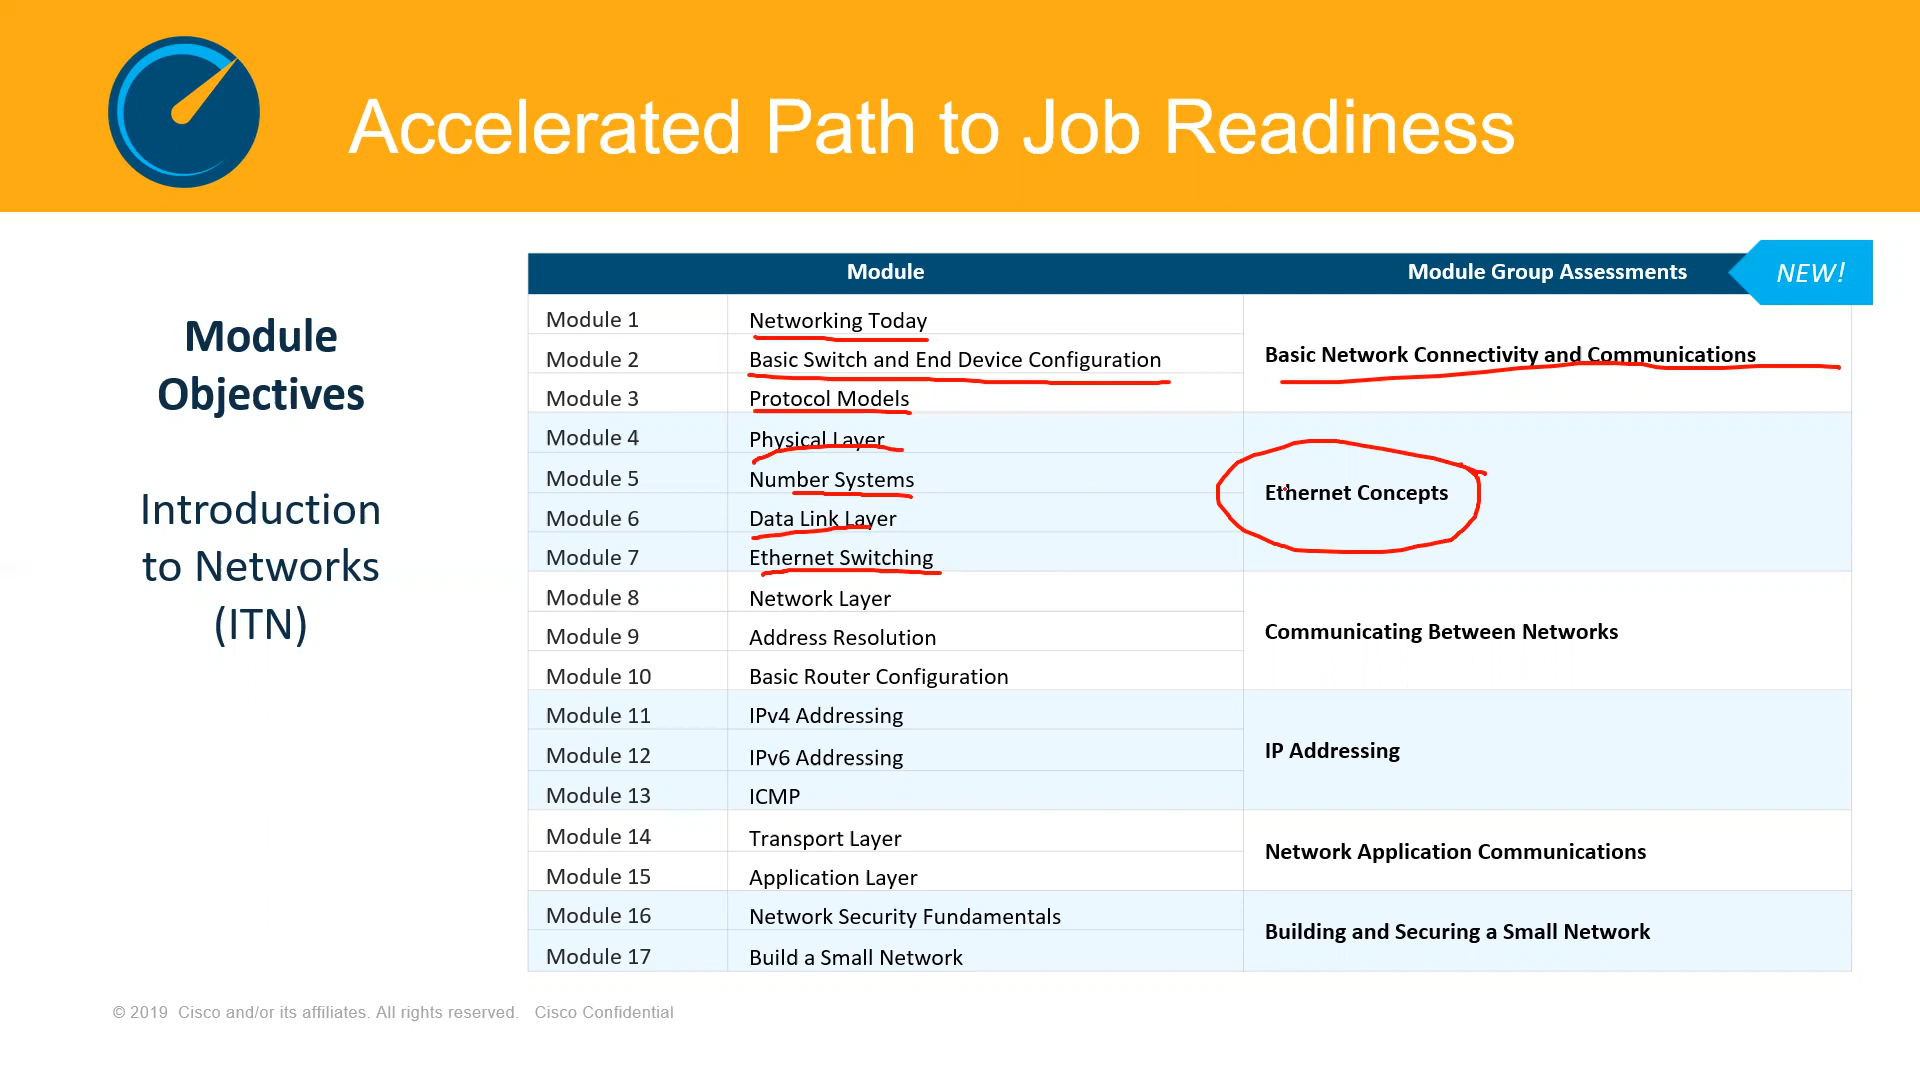 Accelerated Path to Job Readiness
Module
Objectives
Introduction
to Networks
(ITN)
Module Module Group Assessments NEW!
Module 1 Networking Today
Module 2 Basic Switch and End Device Configuration
Module 3 Protocol Models
Basic Network Connectivity and Communications
Module 4 Physical Layer
Module 5 Number Systems
Module 6 Data Link Layer
Module 7 Ethernet Switching
Ethernet Concepts
Module 8 Network Layer
Module 9 Address Resolution
Module 10 Basic Router Configuration
Communicating Between Networks
Module 11 IPv4 Addressing
Module 12 IPv6 Addressing
Module 13 ICMP
IP Addressing
Module 14 Transport Layer
Module 15 Application Layer
Network Application Communications
Module 16 Network Security Fundamentals
Module 17 Build a Small Network
Building and Securing a Small Network
© 2019 Cisco and/or its affiliates. All rights reserved. Cisco Confidential